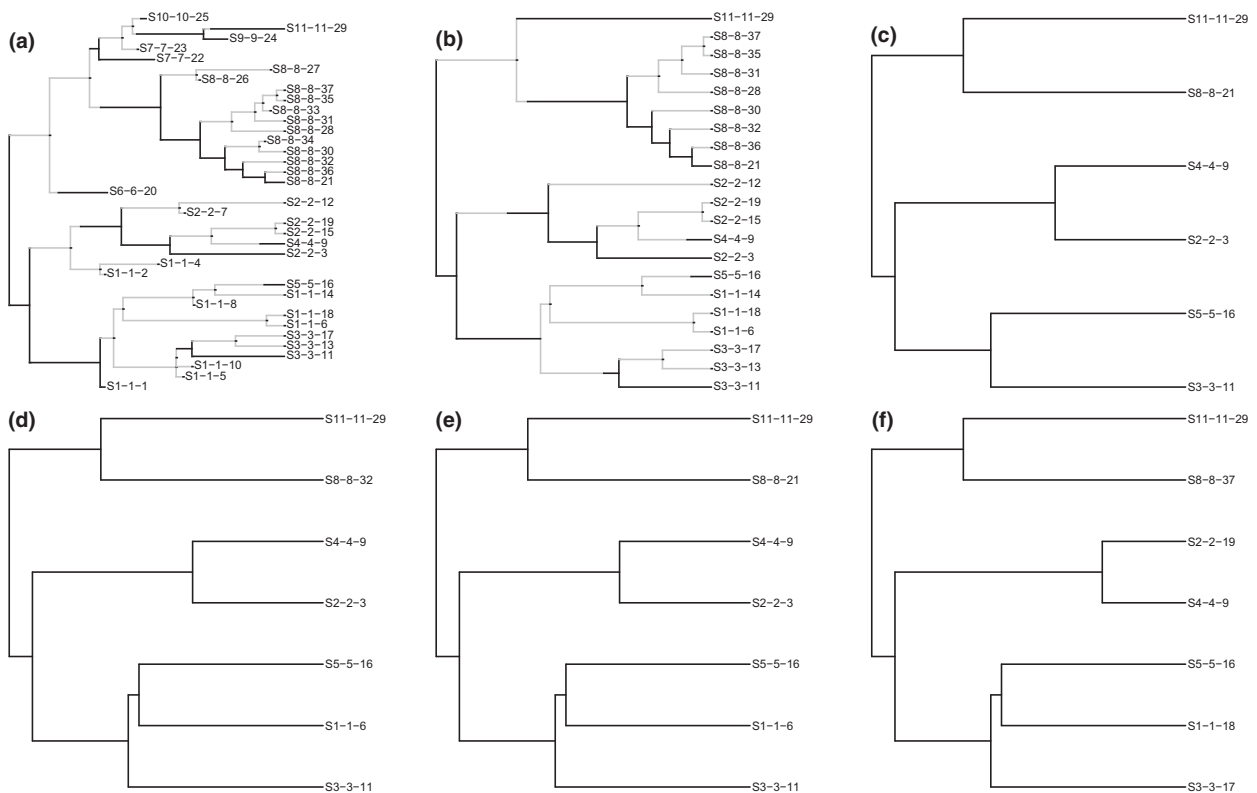 (a)
S10-10-25
S11-11-29
S9-9-24
S7-7-23
S7-7-22
S8-8-27
S8-8-26
S8-8-37
S8-8-35
S8-8-33
S8-8-31
S8-8-28
S8-8-34
S8-8-30
S8-8-32
S8-8-36
S8-8-21
S6-6-20
S2-2-12
S2-2-7
S2-2-19
S2-2-15
S4-4-9
S2-2-3
S1-1-4
S1-1-2
S5-5-16
S1-1-14
S1-1-8
S1-1-18
S1-1-6
S3-3-17
S3-3-13
S3-3-11
S1-1-10
S1-1-5
S1-1-1
(b)
S11-11-29
S8-8-37
S8-8-35
S8-8-31
S8-8-28
S8-8-30
S8-8-32
S8-8-36
S8-8-21
S2-2-12
S2-2-19
S2-2-15
S4-4-9
S2-2-3
S5-5-16
S1-1-14
S1-1-18
S1-1-6
S3-3-17
S3-3-13
S3-3-11
(c)
S11-11-29
S8-8-21
S4-4-9
S2-2-3
S5-5-16
S3-3-11
(d)
S11-11-29
S8-8-32
S4-4-9
S2-2-3
S5-5-16
S1-1-6
S3-3-11
(e)
S11-11-29
S8-8-21
S4-4-9
S2-2-3
S5-5-16
S1-1-6
S3-3-11
(f)
S11-11-29
S8-8-37
S2-2-19
S4-4-9
S5-5-16
S1-1-18
S3-3-17